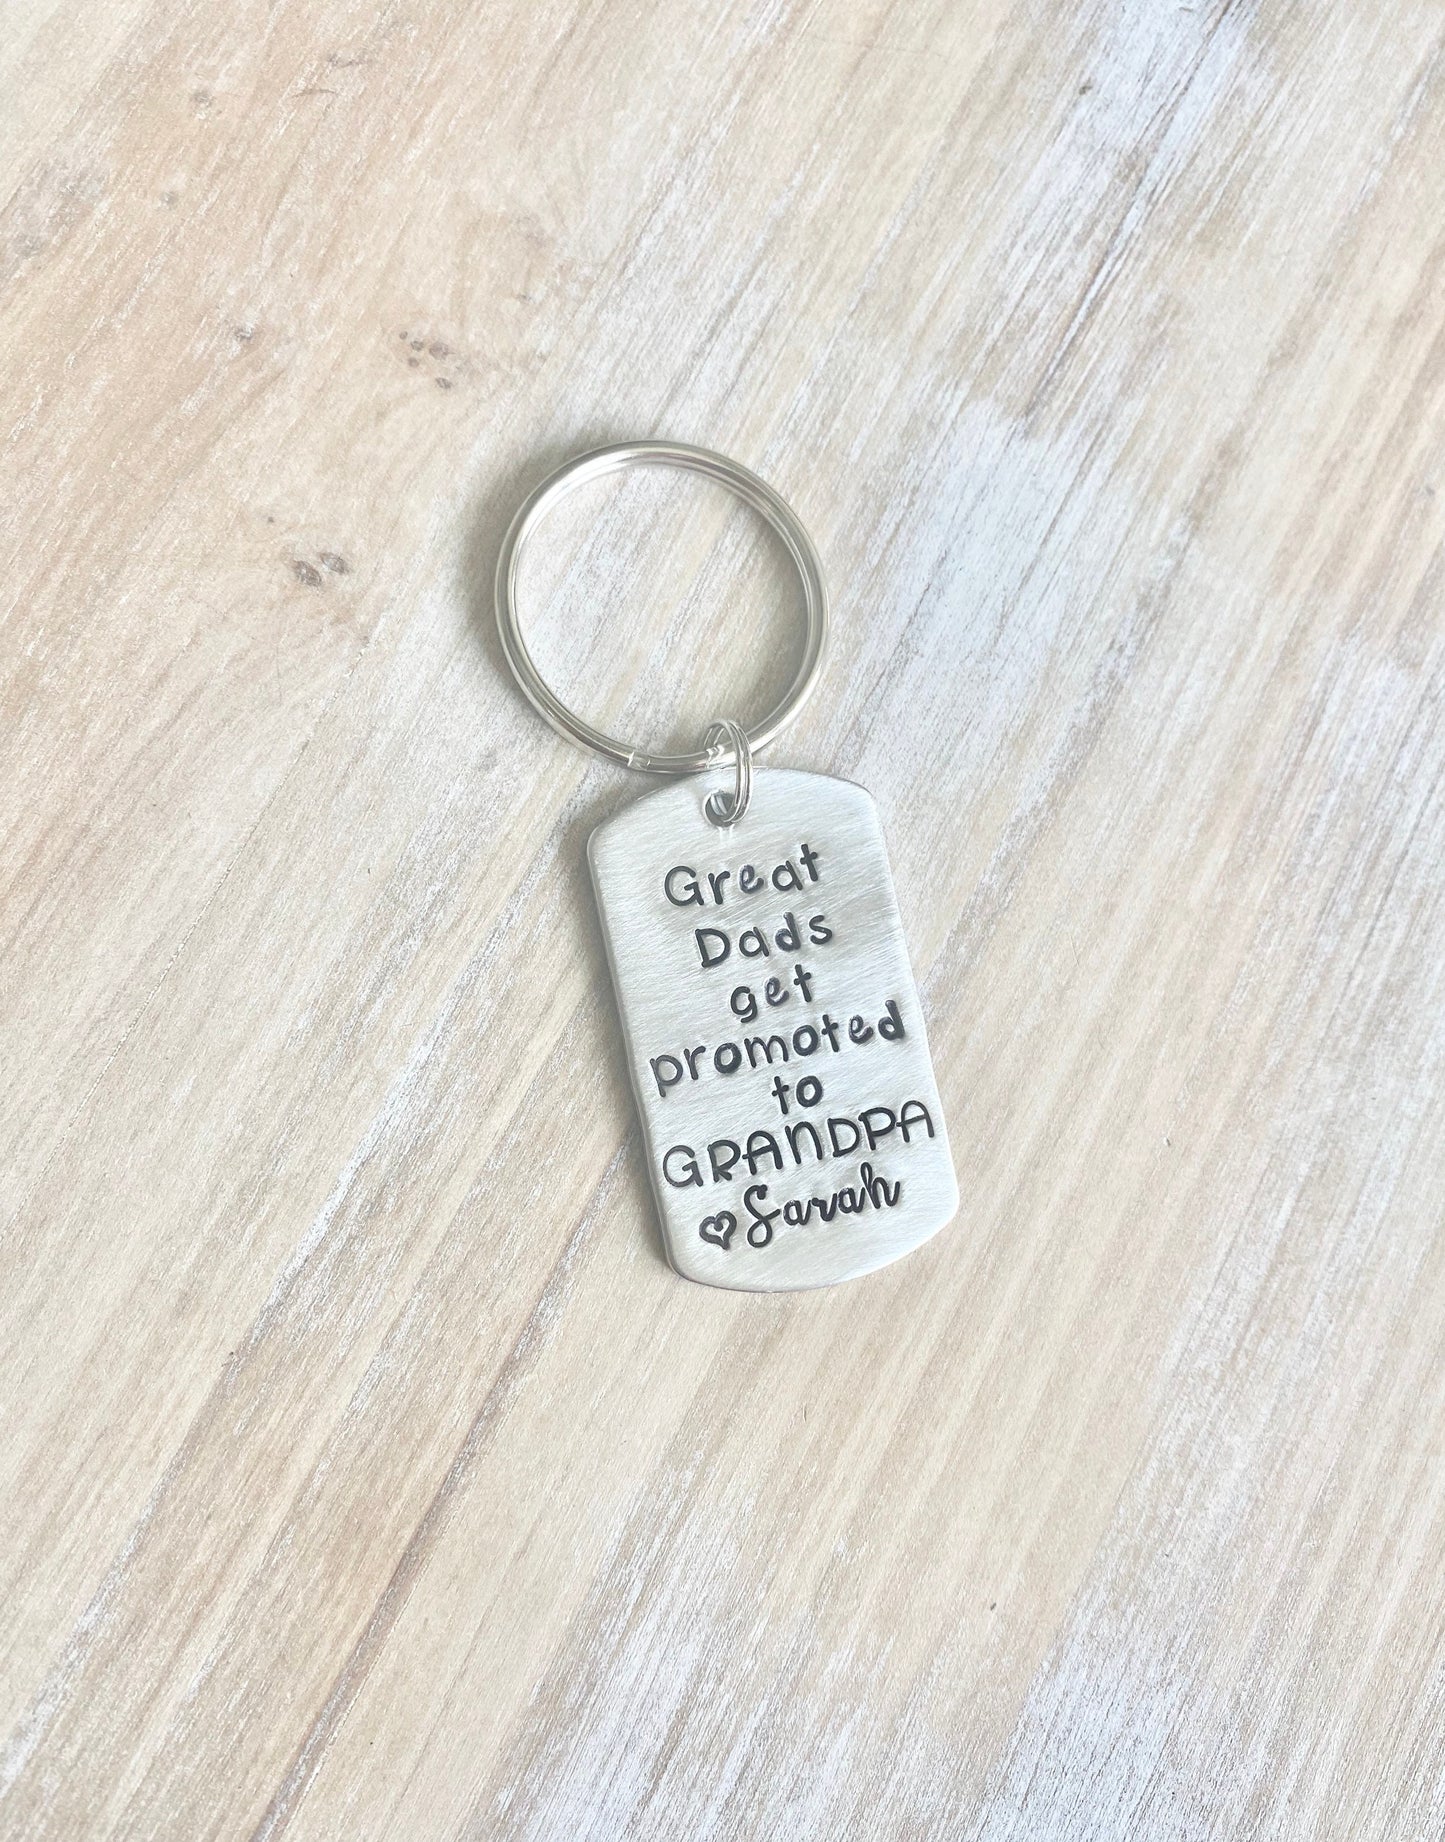 Great
Dads
get
promoted
to
GRANDPA
♥Sarah